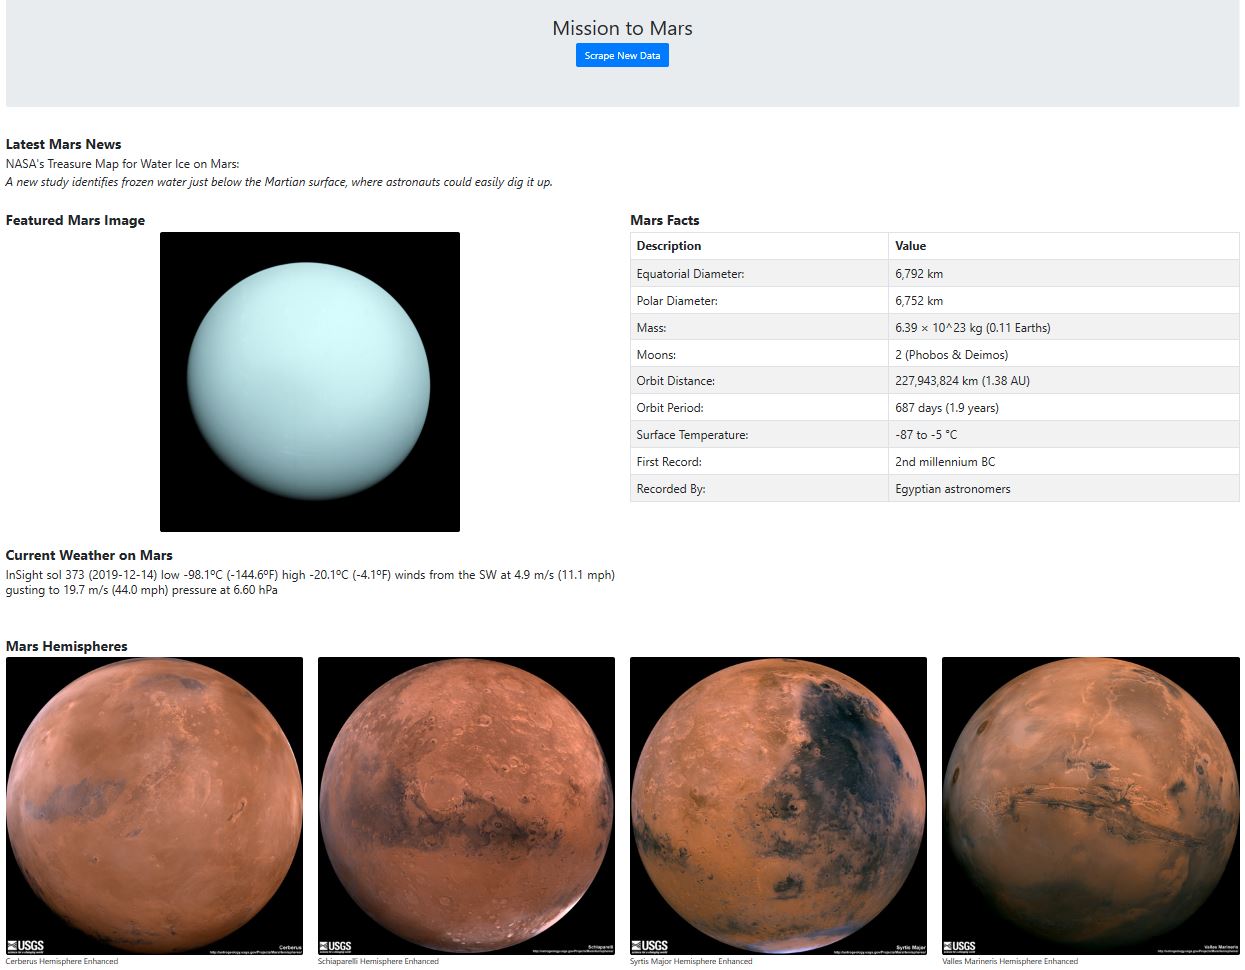 Mission to Mars
Scrape New Data
Latest Mars News
NASA's Treasure Map for Water Ice on Mars:
A new study identifies frozen water just below the Martian surface, where astronauts could easily dig it up.
Featured Mars Image
Mars Facts
Description Value
Equatorial Diameter: 6,792 km
Polar Diameter: 6,752 km
Mass: 6.39 × 10^23 kg (0.11 Earths)
Moons: 2 (Phobos & Deimos)
Orbit Distance: 227,943,824 km (1.38 AU)
Orbit Period: 687 days (1.9 years)
Surface Temperature: -87 to -5 °C
First Record: 2nd millennium BC
Recorded By: Egyptian astronomers
Current Weather on Mars
InSight sol 373 (2019-12-14) low -98.1ºC (-144.6ºF) high -20.1ºC (-4.1ºF) winds from the SW at 4.9 m/s (11.1 mph)
gusting to 19.7 m/s (44.0 mph) pressure at 6.60 hPa
Mars Hemispheres
USGS Cerberus
USGS Schiaparelli
USGS Syrtis Major
USGS Valles Marineris
Cerberus Hemisphere Enhanced
Schiaparelli Hemisphere Enhanced
Syrtis Major Hemisphere Enhanced
Valles Marineris Hemisphere Enhanced